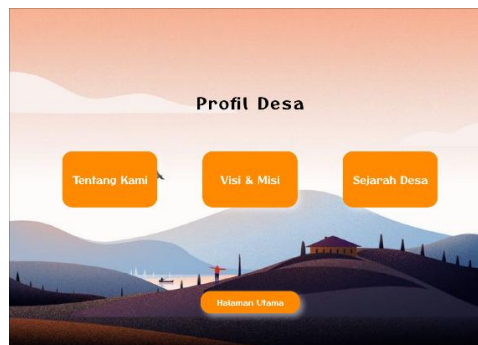 Profil Desa
Tentang Kami
Visi & Misi
Sejarah Desa
Halaman Utama